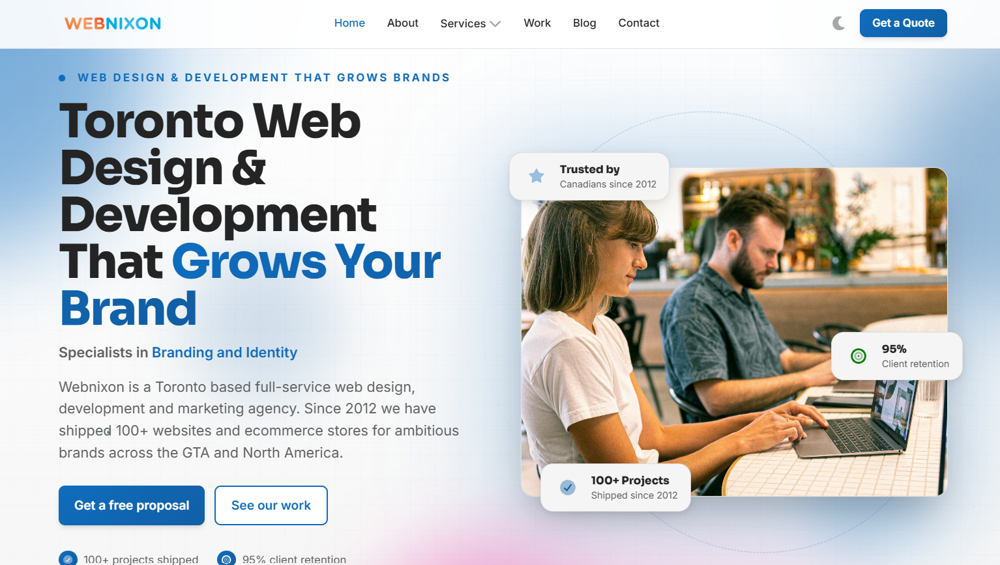 WEBNIXON
Home About Services Work Blog Contact
Get a Quote
WEB DESIGN & DEVELOPMENT THAT GROWS BRANDS
Toronto Web
Design &
Development
That Grows Your
Brand
Specialists in Branding and Identity
Webnixon is a Toronto based full-service web design,
development and marketing agency. Since 2012 we have
shipped 100+ websites and ecommerce stores for ambitious
brands across the GTA and North America.
Get a free proposal See our work
100+ projects shipped 95% client retention
Trusted by
Canadians since 2012
95%
Client retention
100+ Projects
Shipped since 2012